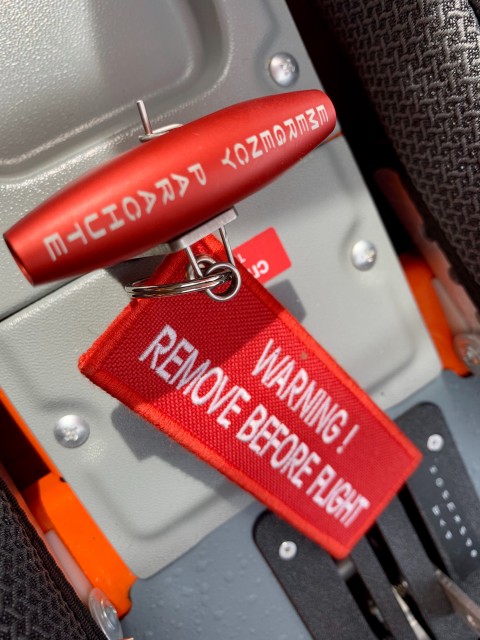 EMERGENCY PARACHUTE
WARNING !
REMOVE BEFORE FLIGHT